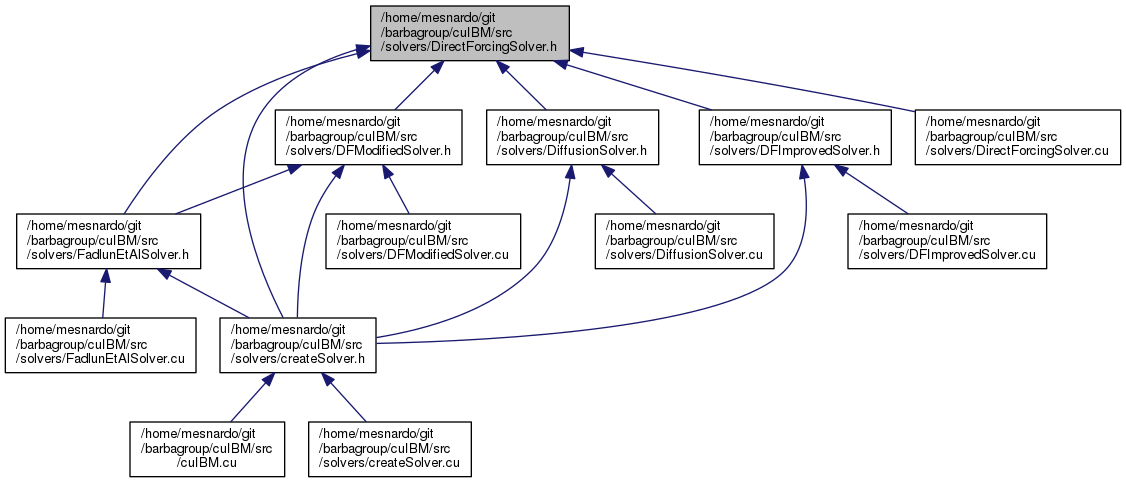 /home/mesnardo/git
/barbagroup/cuIBM/src
/solvers/DirectForcingSolver.h
/home/mesnardo/git
/barbagroup/cuIBM/src
/solvers/DFModifiedSolver.h
/home/mesnardo/git
/barbagroup/cuIBM/src
/solvers/DiffusionSolver.h
/home/mesnardo/git
/barbagroup/cuIBM/src
/solvers/DFImprovedSolver.h
/home/mesnardo/git
/barbagroup/cuIBM/src
/solvers/DirectForcingSolver.cu
/home/mesnardo/git
/barbagroup/cuIBM/src
/solvers/FadlunEtAlSolver.h
/home/mesnardo/git
/barbagroup/cuIBM/src
/solvers/DFModifiedSolver.cu
/home/mesnardo/git
/barbagroup/cuIBM/src
/solvers/DiffusionSolver.cu
/home/mesnardo/git
/barbagroup/cuIBM/src
/solvers/DFImprovedSolver.cu
/home/mesnardo/git
/barbagroup/cuIBM/src
/solvers/FadlunEtAlSolver.cu
/home/mesnardo/git
/barbagroup/cuIBM/src
/solvers/createSolver.h
/home/mesnardo/git
/barbagroup/cuIBM/src
/cuIBM.cu
/home/mesnardo/git
/barbagroup/cuIBM/src
/solvers/createSolver.cu